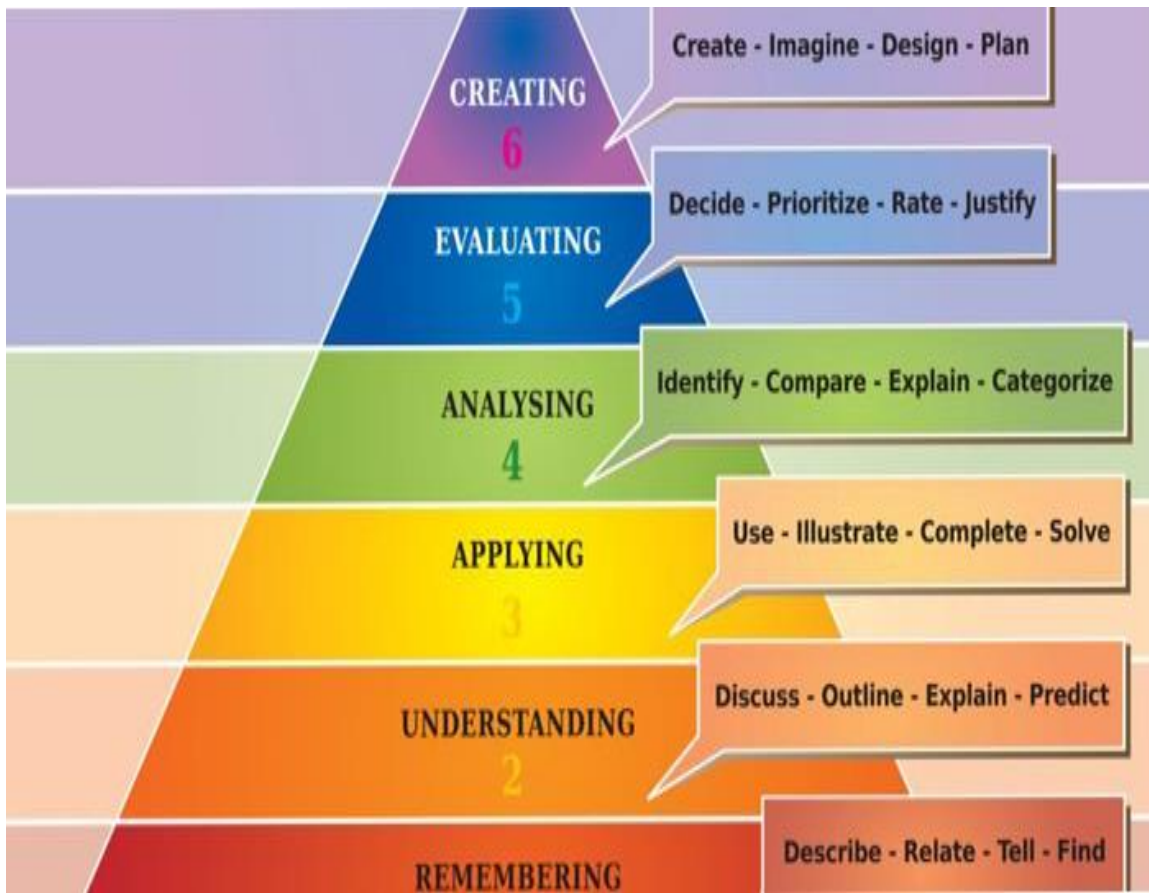 Create - Imagine - Design - Plan
CREATING
6
Decide - Prioritize - Rate - Justify
EVALUATING
5
Identify - Compare - Explain - Categorize
ANALYSING
4
Use - Illustrate - Complete - Solve
APPLYING
3
Discuss - Outline - Explain - Predict
UNDERSTANDING
2
Describe - Relate - Tell - Find
REMEMBERING